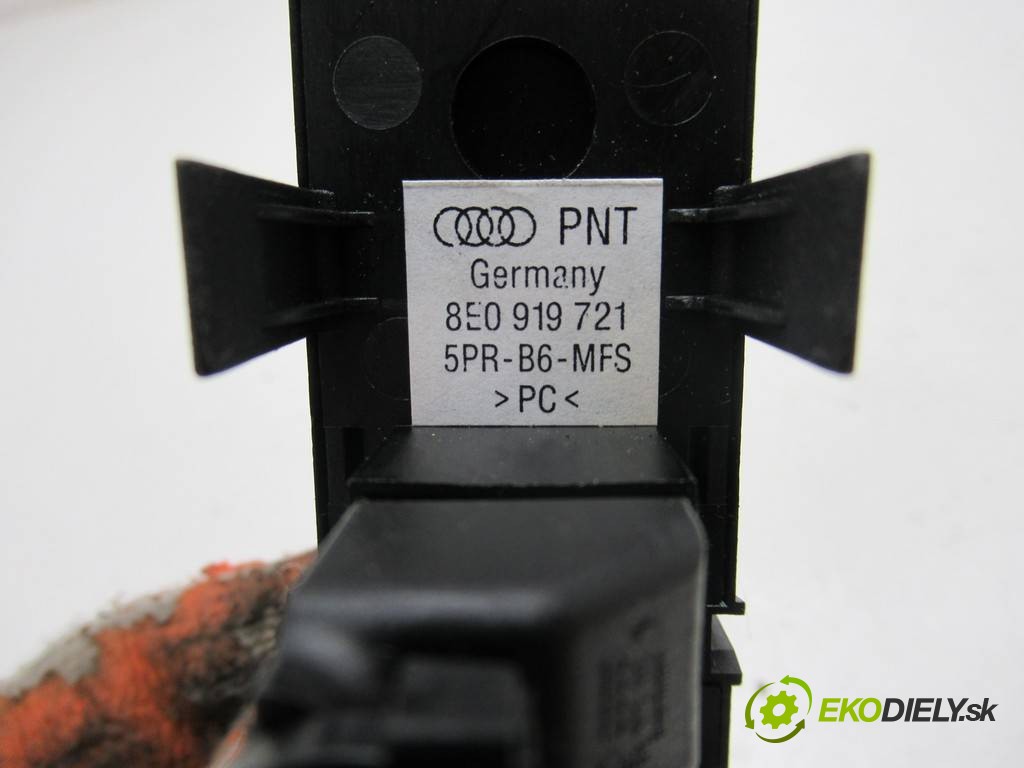 PNT
Germany
8E0 919 721
5PR-B6-MFS
>PC<
EKODIELY.sk